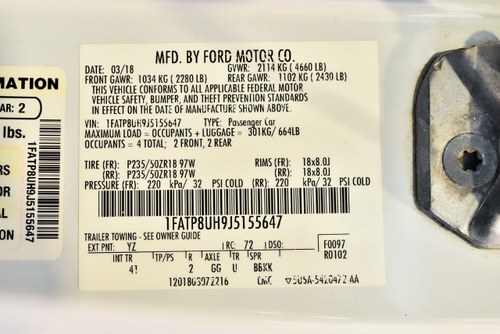 MFD. BY FORD MOTOR CO.
DATE: 03/18 GVWR: 2114 KG ( 4660 LB)
FRONT GAWR: 1034 KG ( 2280 LB) REAR GAWR: 1102 KG ( 2430 LB)
THIS VEHICLE CONFORMS TO ALL APPLICABLE FEDERAL MOTOR
VEHICLE SAFETY, BUMPER, AND THEFT PREVENTION STANDARDS
IN EFFECT ON THE DATE OF MANUFACTURE SHOWN ABOVE.
VIN: 1FATP8UH9J5155647 TYPE: Passenger Car
MAXIMUM LOAD = OCCUPANTS + LUGGAGE = 301KG/ 664LB
OCCUPANTS = 4 TOTAL; 2 FRONT, 2 REAR
TIRE (FR): P235/50ZR18 97W RIMS (FR): 18x8.0J
(RR): P235/50ZR18 97W (RR): 18x8.0J
PRESSURE (FR): 220 kPa/ 32 PSI COLD (RR): 220 kPa/ 32 PSI COLD
1FATP8UH9J5155647
TRAILER TOWING - SEE OWNER GUIDE
EXT PNT: YZ RC: 72 DSO: F0097
R0102
INT TR TP/PS R AXLE TR SPR
2 GG U
MATION
AR: 2
lbs.
RS
OR
AL
ION
1FATP8UH9J5155647